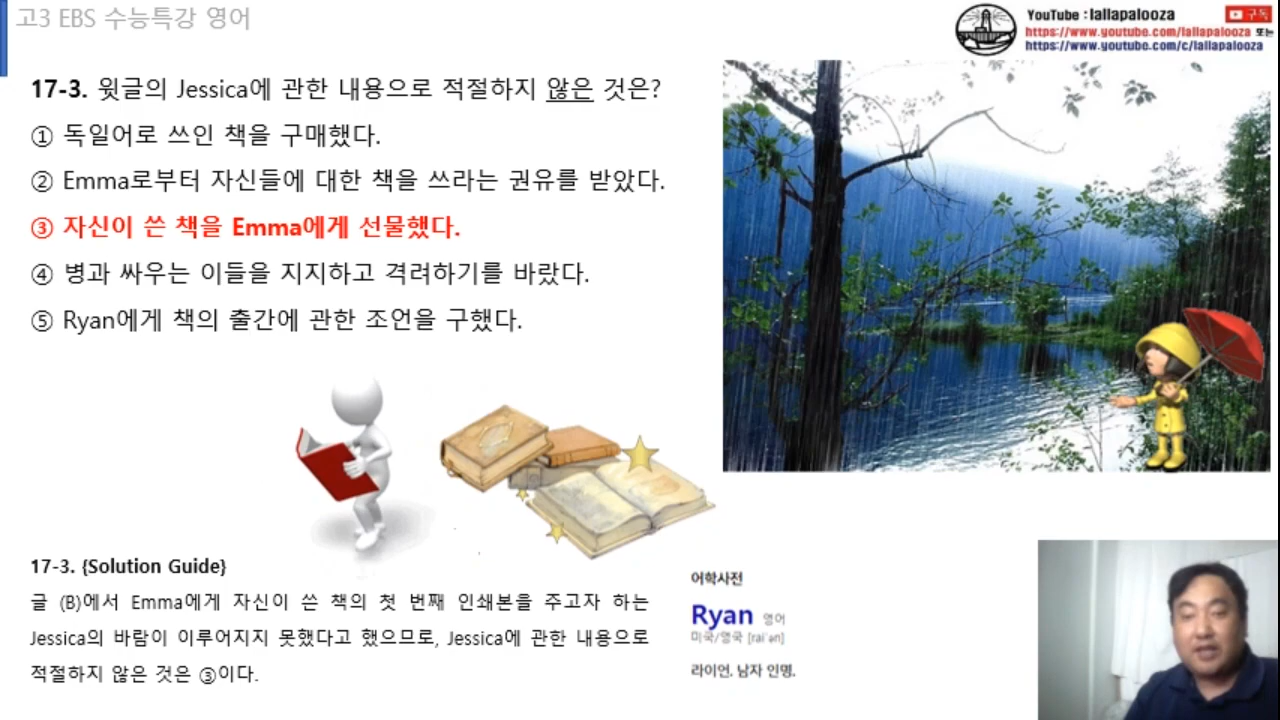 고3 EBS 수능특강 영어
YouTube : lallapalooza
구독
https://www.youtube.com/lallapalooza 또는
https://www.youtube.com/c/lallapalooza
17-3. 윗글의 Jessica에 관한 내용으로 적절하지 않은 것은?
① 독일어로 쓰인 책을 구매했다.
② Emma로부터 자신들에 대한 책을 쓰라는 권유를 받았다.
③ 자신이 쓴 책을 Emma에게 선물했다.
④ 병과 싸우는 이들을 지지하고 격려하기를 바랐다.
⑤ Ryan에게 책의 출간에 관한 조언을 구했다.
17-3. {Solution Guide}
글 (B)에서 Emma에게 자신이 쓴 책의 첫 번째 인쇄본을 주고자 하는
Jessica의 바람이 이루어지지 못했다고 했으므로, Jessica에 관한 내용으로
적절하지 않은 것은 ③이다.
어학사전
Ryan 영어
미국/영국 [raiˈən]
라이언. 남자 인명.